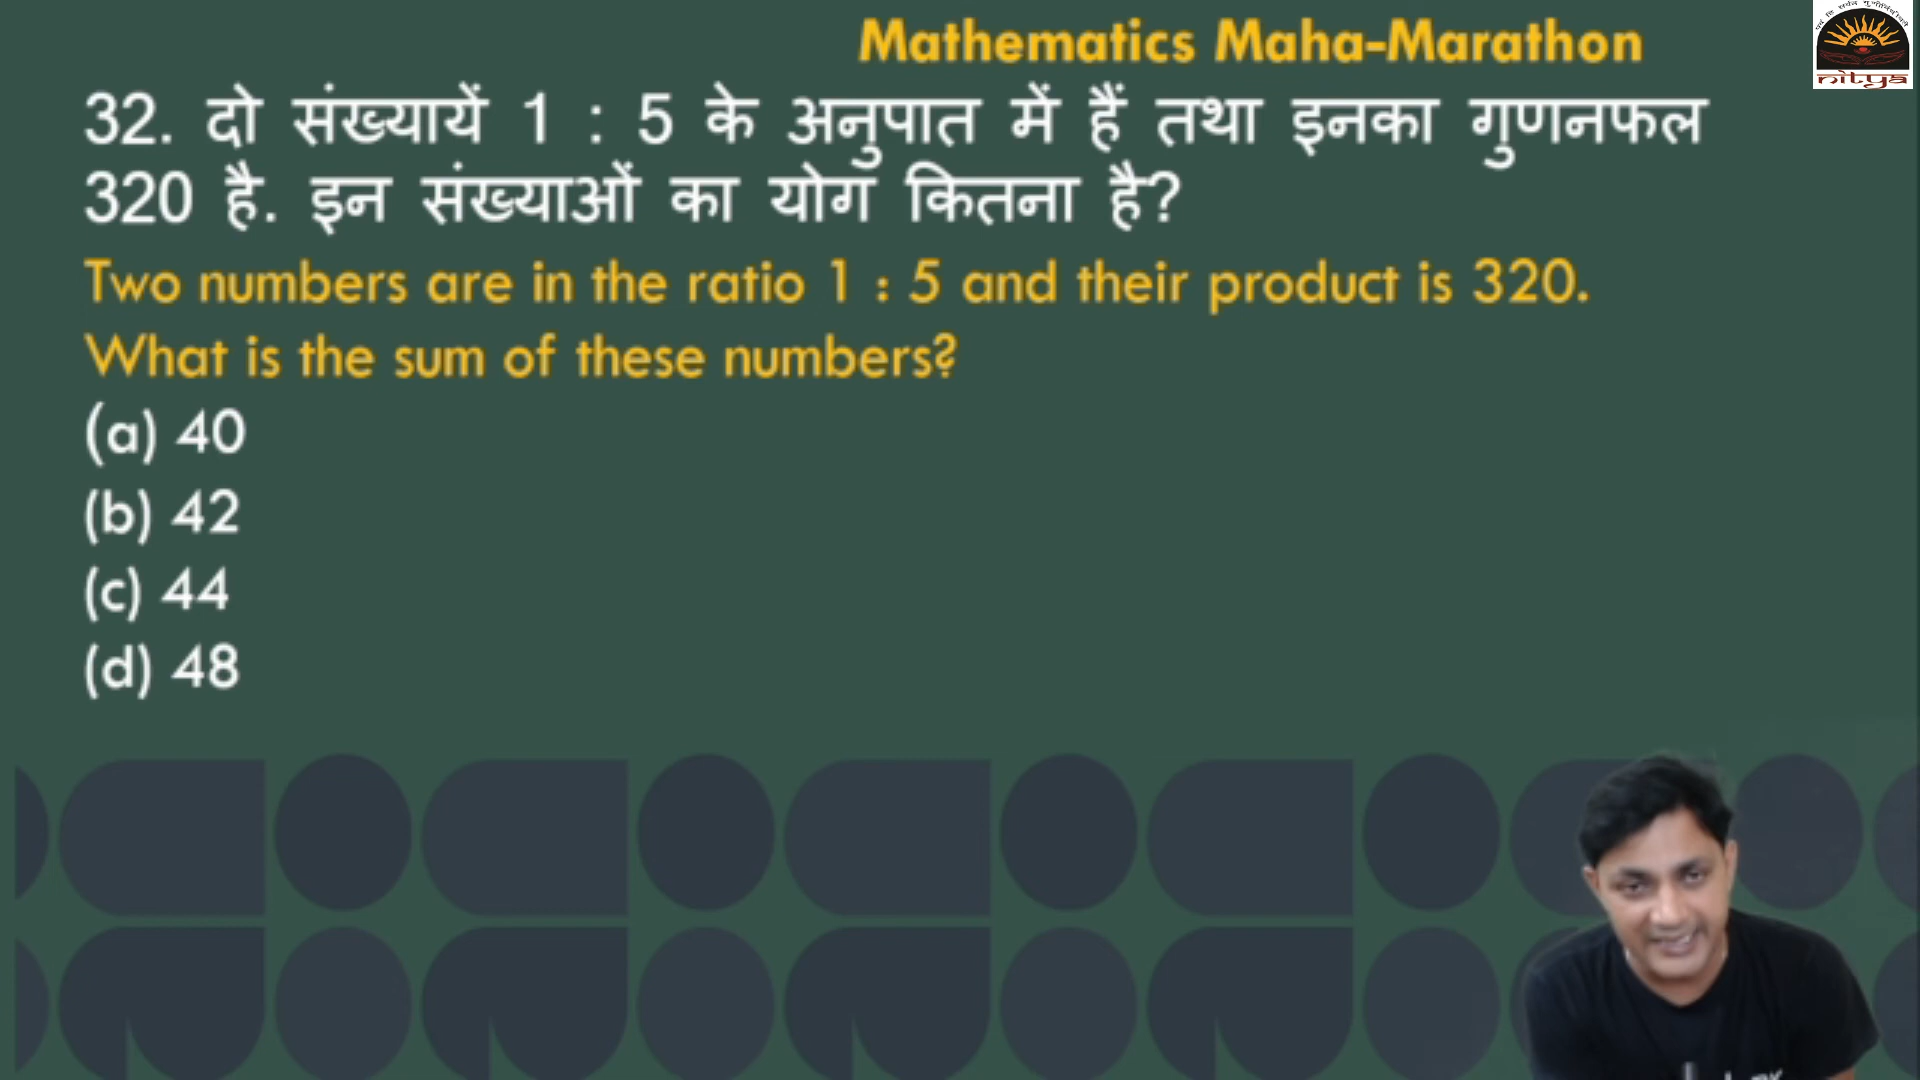 Mathematics Maha-Marathon
32. दो संख्यायें 1 : 5 के अनुपात में हैं तथा इनका गुणनफल
320 है. इन संख्याओं का योग कितना है?
Two numbers are in the ratio 1 : 5 and their product is 320.
What is the sum of these numbers?
(a) 40
(b) 42
(c) 44
(d) 48
nitya